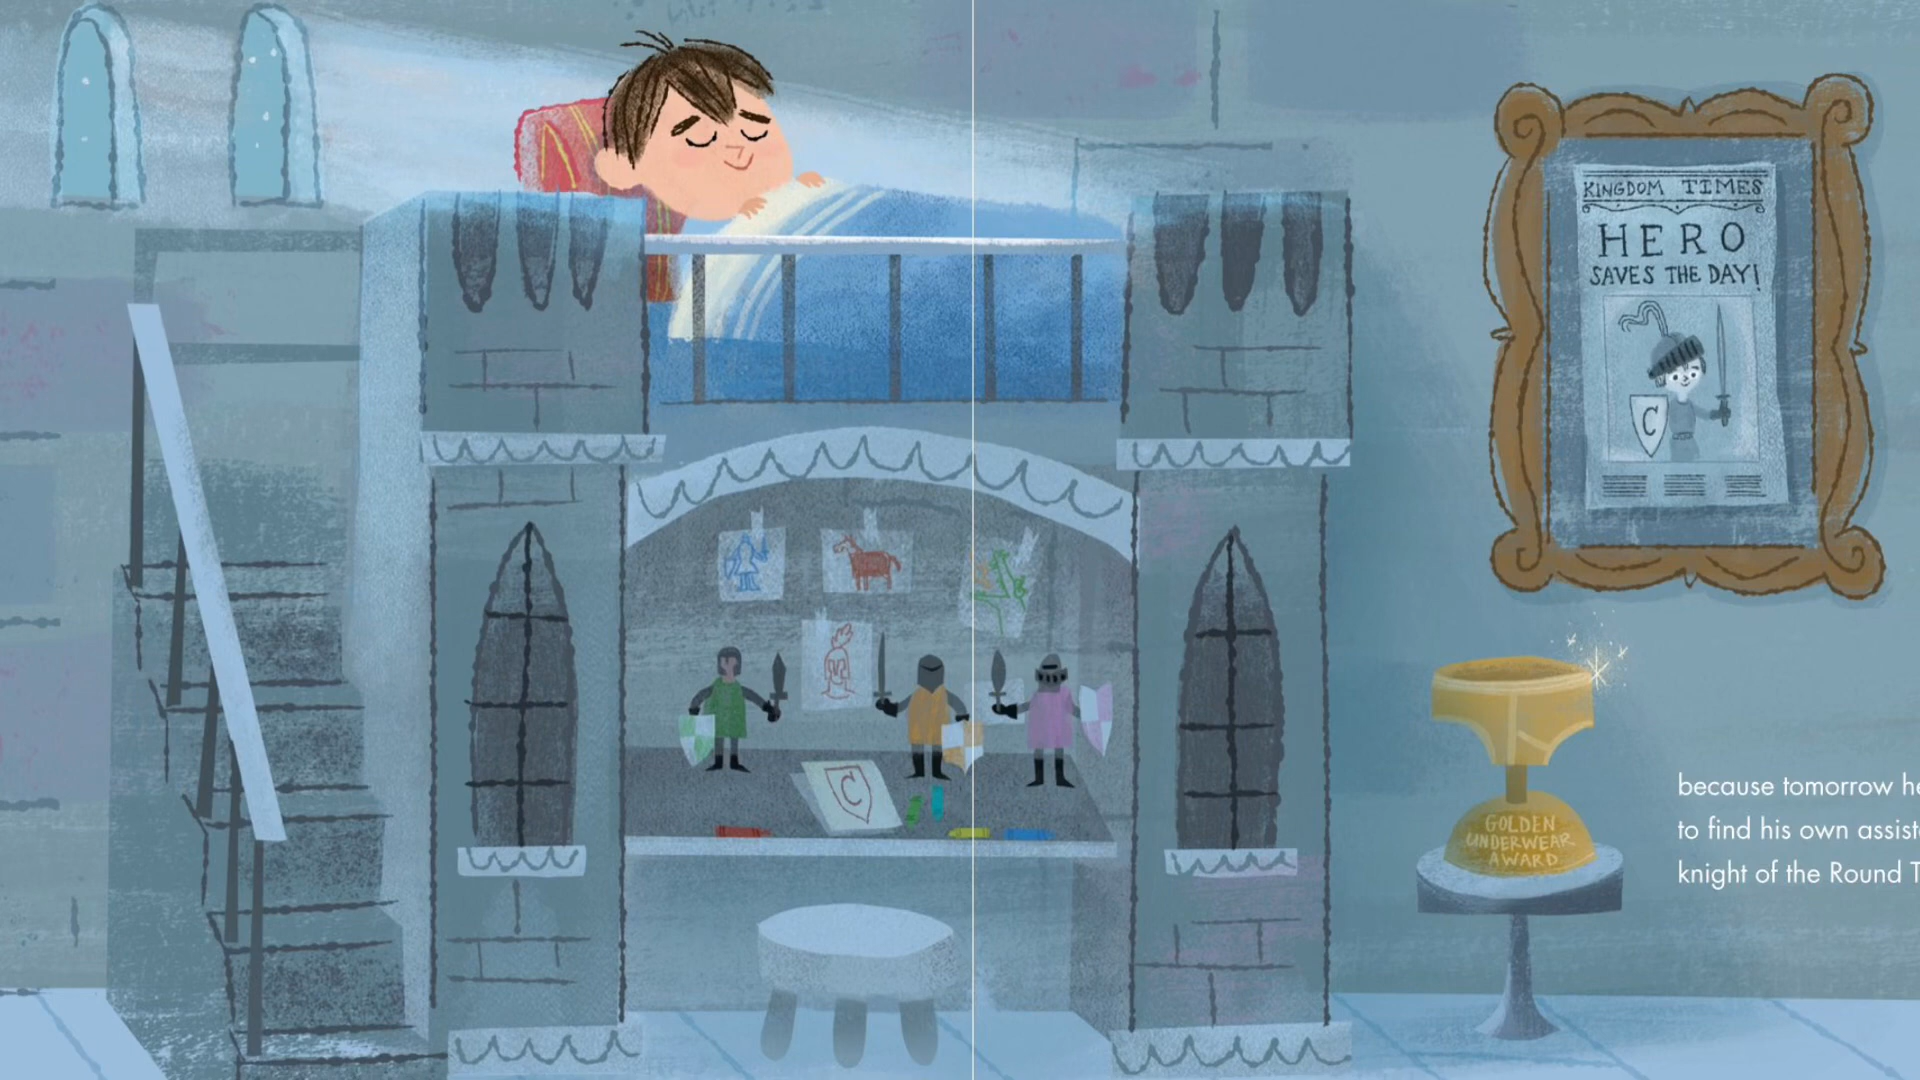 KINGDOM TIMES
HERO
SAVES THE DAY!
C
C
GOLDEN
UNDERWEAR
AWARD
because tomorrow he
to find his own
knight of the Round